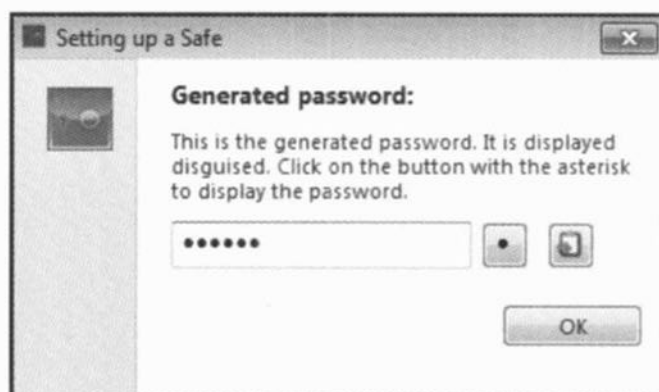 Setting up a Safe
Generated password:
This is the generated password. It is displayed
disguised. Click on the button with the asterisk
to display the password.
••••••
OK